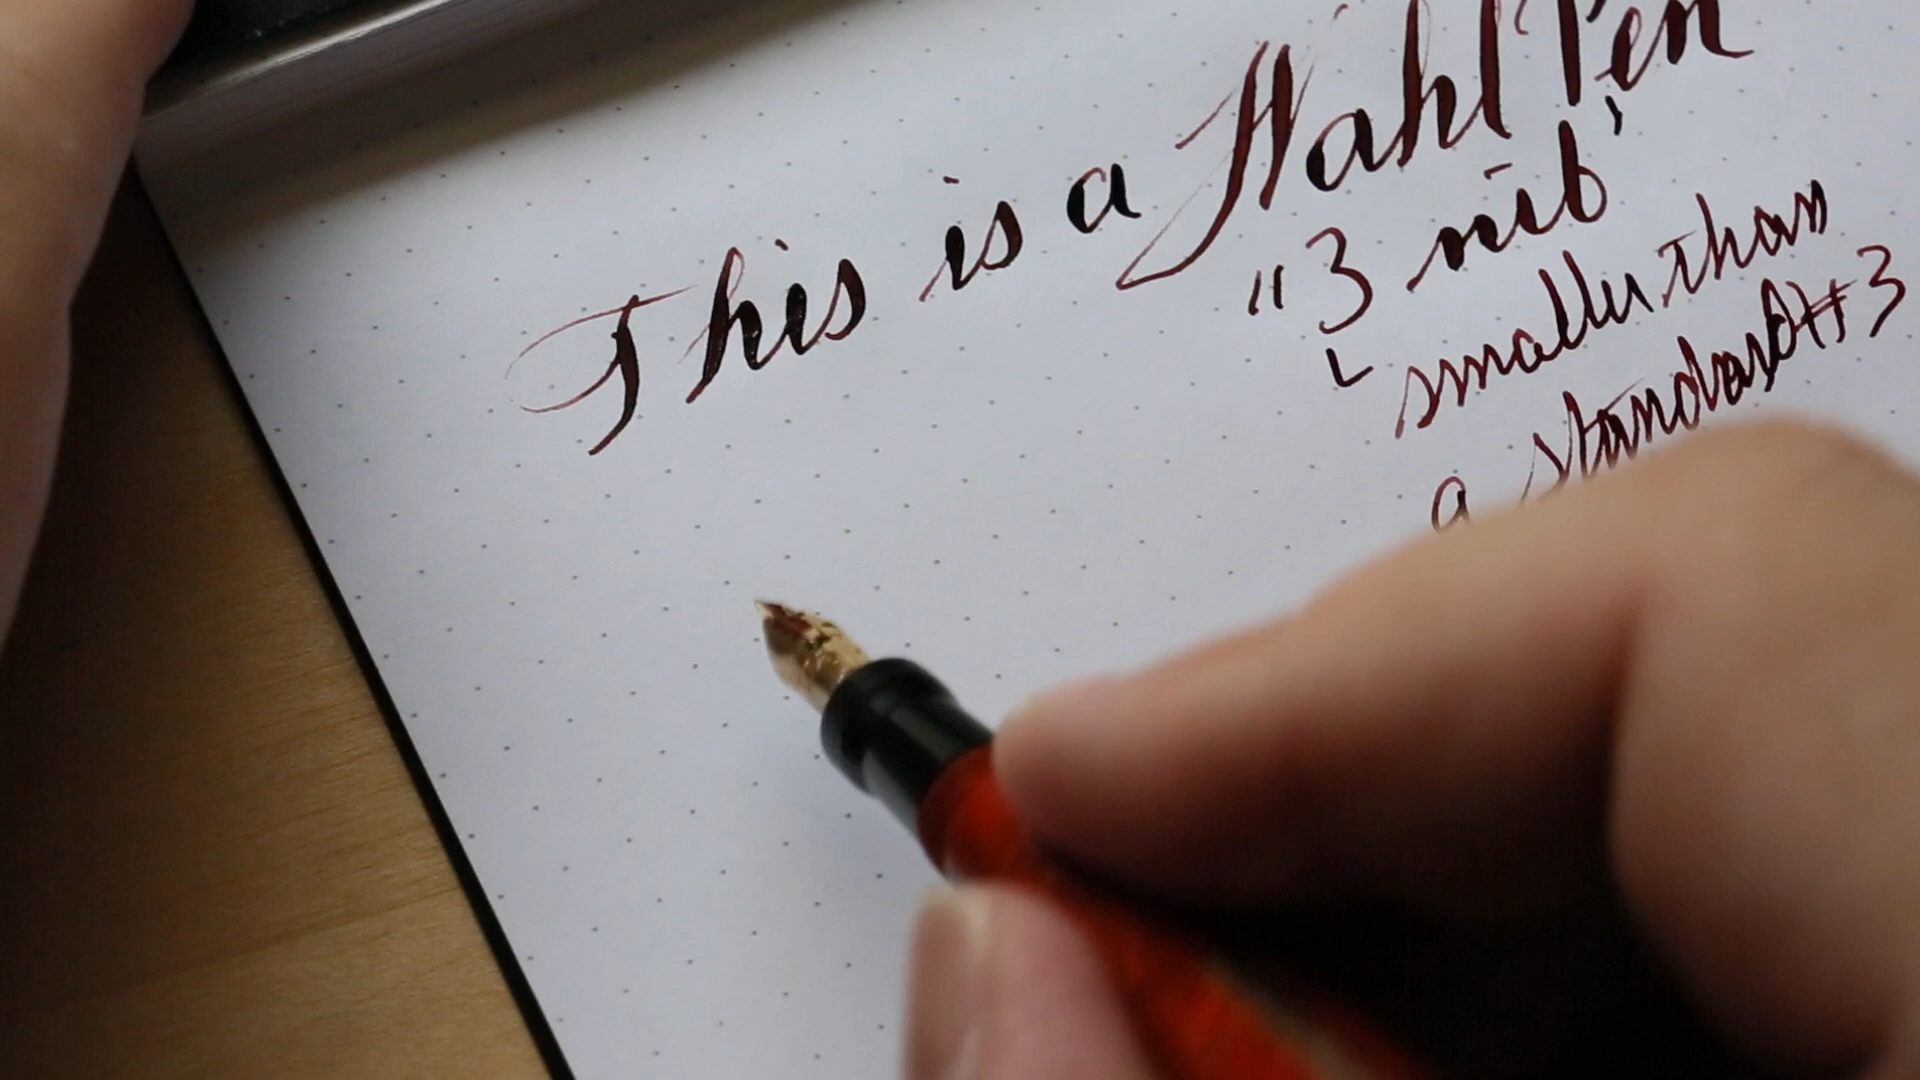 This is a Wahl Pen,
"3 nib
↳ smaller than
a standard #3